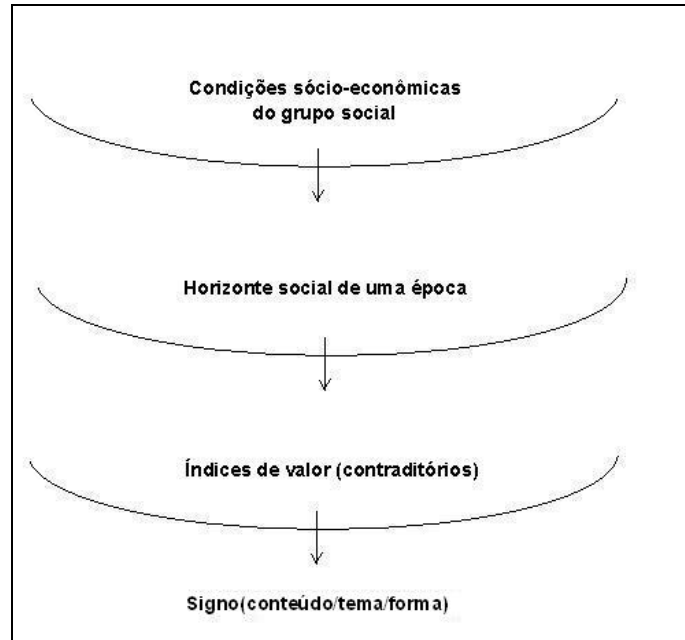 Condições sócio-econômicas
do grupo social
Horizonte social de uma época
Índices de valor (contraditórios)
Signo(conteúdo/tema/forma)